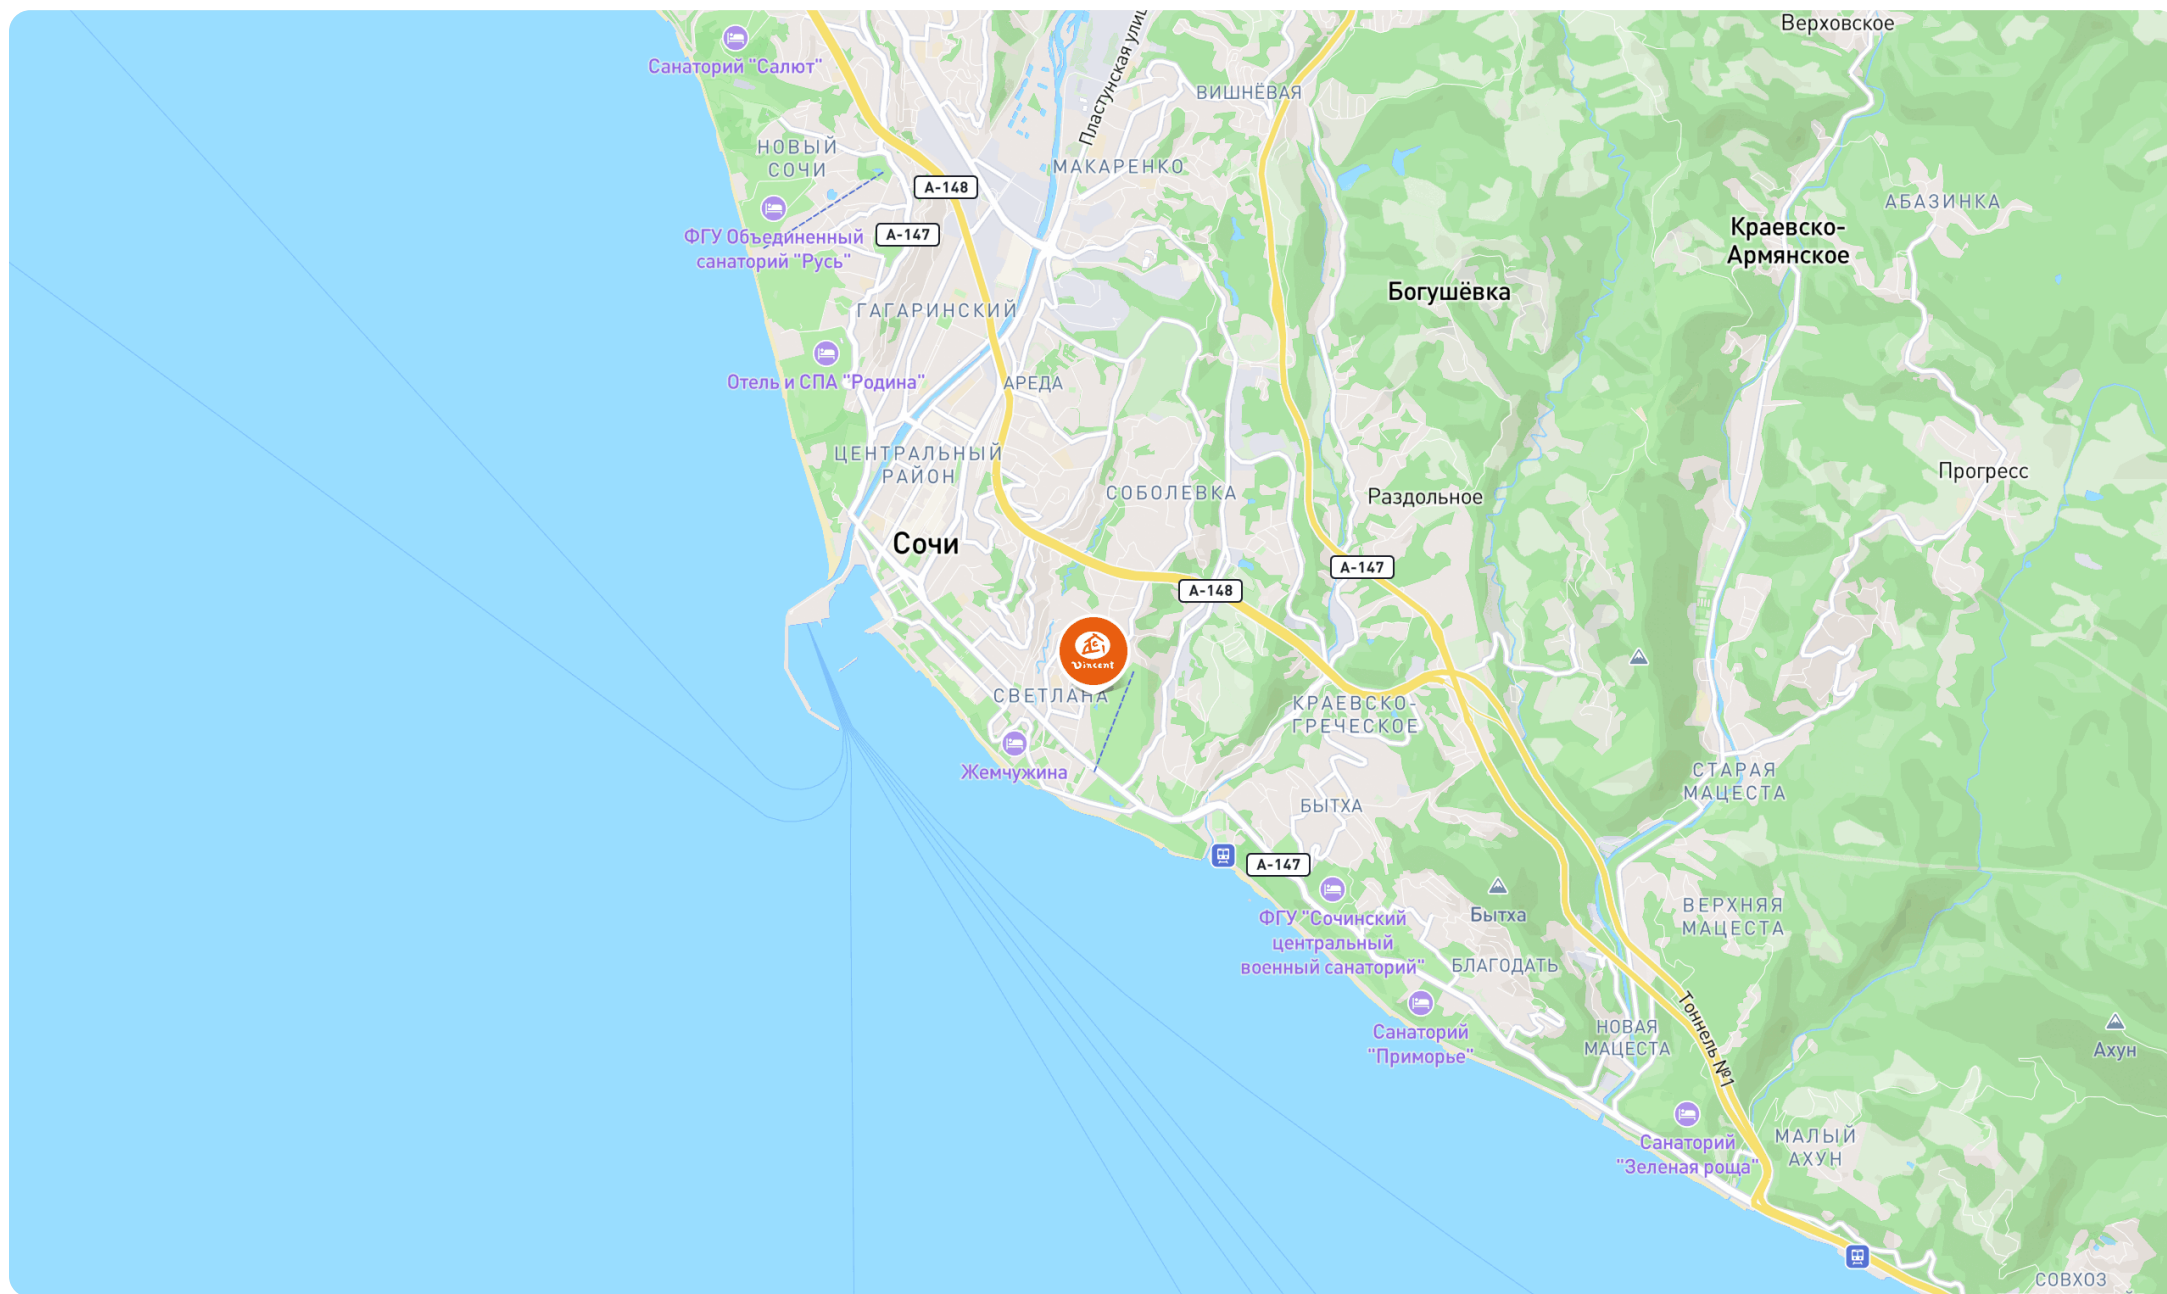 Верховское
Санаторий "Салют"
Пластунская улиц
ВИШНЁВАЯ
НОВЫЙ
СОЧИ
МАКАРЕНКО
А-148
АБАЗИНКА
А-147
ФГУ Объединенный
санаторий "Русь"
Краевско-
Армянское
Богушёвка
ГАГАРИНСКИЙ
Отель и СПА "Родина"
АРЕДА
ЦЕНТРАЛЬНЫЙ
РАЙОН
Прогресс
СОБОЛЕВКА
Раздольное
Сочи
А-147
А-148
Vincent
СВЕТЛАНА
КРАЕВСКО-
ГРЕЧЕСКОЕ
Жемчужина
СТАРАЯ
МАЦЕСТА
БЫТХА
А-147
ФГУ "Сочинский
центральный
военный санаторий"
Бытха
ВЕРХНЯЯ
МАЦЕСТА
БЛАГОДАТЬ
Санаторий
"Приморье"
НОВАЯ
МАЦЕСТА
Тоннель №1
Ахун
Санаторий
"Зеленая роща"
МАЛЫЙ
АХУН
СОВХОЗ